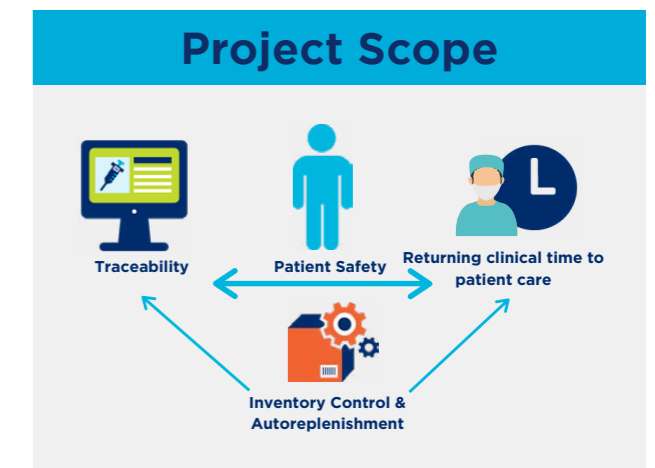 Project Scope
Traceability
Patient Safety
Returning clinical time to
patient care
Inventory Control &
Autoreplenishment